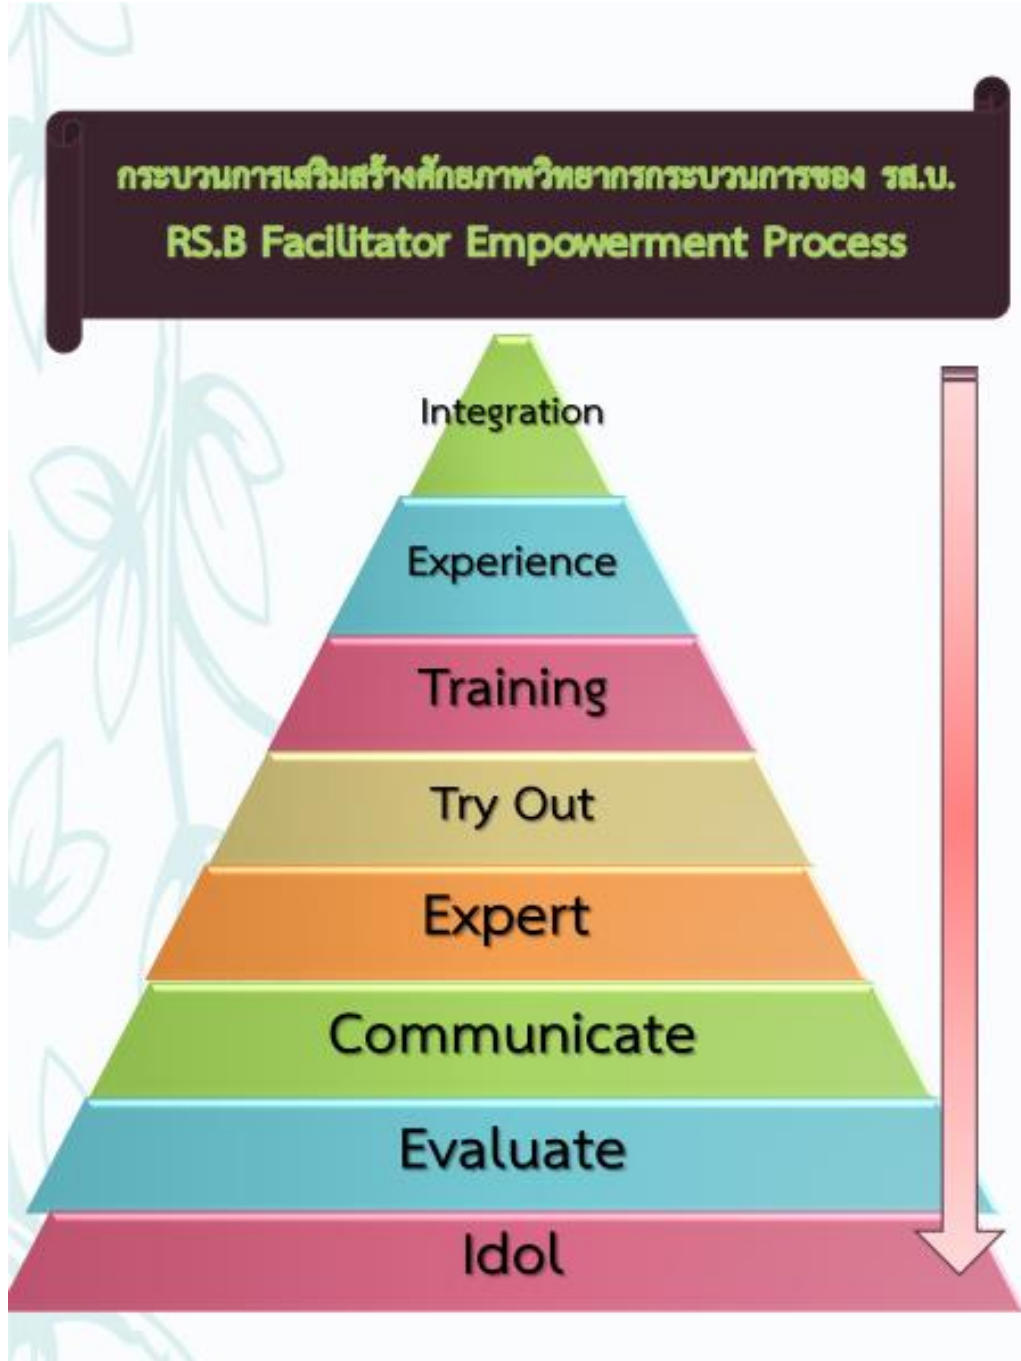 กระบวนการเสริมสร้างศักยภาพวิทยากรกระบวนการของ รส.บ.
RS.B Facilitator Empowerment Process
Integration
Experience
Training
Try Out
Expert
Communicate
Evaluate
Idol